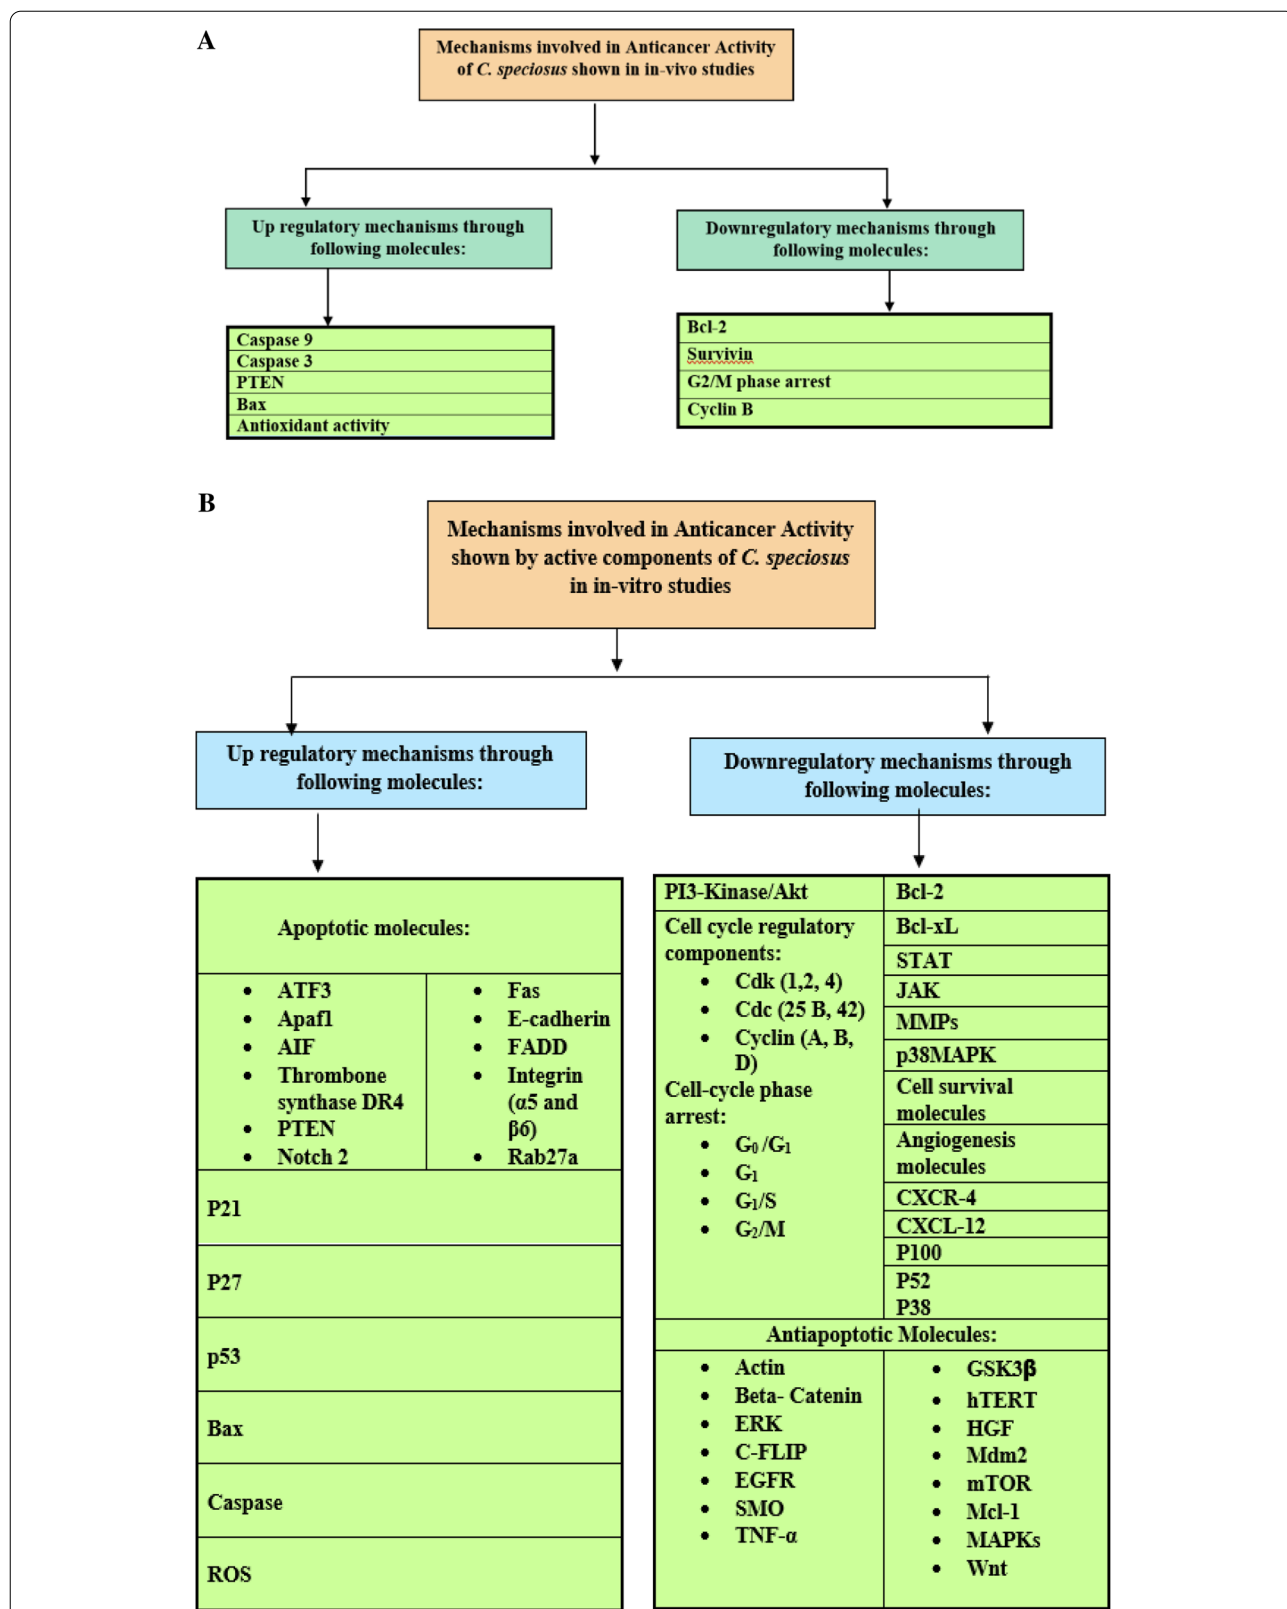 A
Mechanisms involved in Anticancer Activity
of C. speciosus shown in in-vivo studies
Up regulatory mechanisms through
following molecules:
Downregulatory mechanisms through
following molecules:
Caspase 9
Caspase 3
PTEN
Bax
Antioxidant activity
Bcl-2
Survivin
G2/M phase arrest
Cyclin B
B
Mechanisms involved in Anticancer Activity
shown by active components of C. speciosus
in in-vitro studies
Up regulatory mechanisms through
following molecules:
Downregulatory mechanisms through
following molecules:
Apoptotic molecules:
• ATF3
• Apaf1
• AIF
• Thrombone
synthase DR4
• PTEN
• Notch 2
• Fas
• E-cadherin
• FADD
• Integrin
(α5 and
β6)
• Rab27a
P21
P27
p53
Bax
Caspase
ROS
PI3-Kinase/Akt
Cell cycle regulatory
components:
• Cdk (1,2, 4)
• Cdc (25 B, 42)
• Cyclin (A, B,
D)
Cell-cycle phase
arrest:
• G₀/G₁
• G₁
• G₁/S
• G₂/M
Bcl-2
Bcl-xL
STAT
JAK
MMPs
p38MAPK
Cell survival
molecules
Angiogenesis
molecules
CXCR-4
CXCL-12
P100
P52
P38
Antiapoptotic Molecules:
• Actin
• Beta- Catenin
• ERK
• C-FLIP
• EGFR
• SMO
• TNF-α
• GSK3β
• hTERT
• HGF
• Mdm2
• mTOR
• Mcl-1
• MAPKs
• Wnt